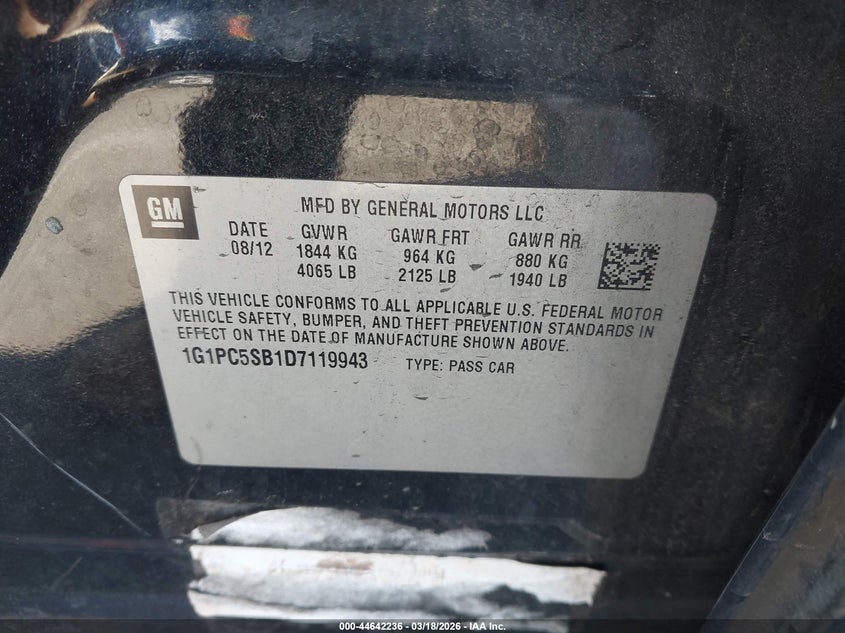 GM
MFD BY GENERAL MOTORS LLC
DATE GVWR GAWR FRT GAWR RR
08/12 1844 KG 964 KG 880 KG
4065 LB 2125 LB 1940 LB
THIS VEHICLE CONFORMS TO ALL APPLICABLE U.S. FEDERAL MOTOR
VEHICLE SAFETY, BUMPER, AND THEFT PREVENTION STANDARDS IN
EFFECT ON THE DATE OF MANUFACTURE SHOWN ABOVE.
1G1PC5SB1D7119943 TYPE: PASS CAR
000-44642236 - 03/18/2026 - IAA Inc.